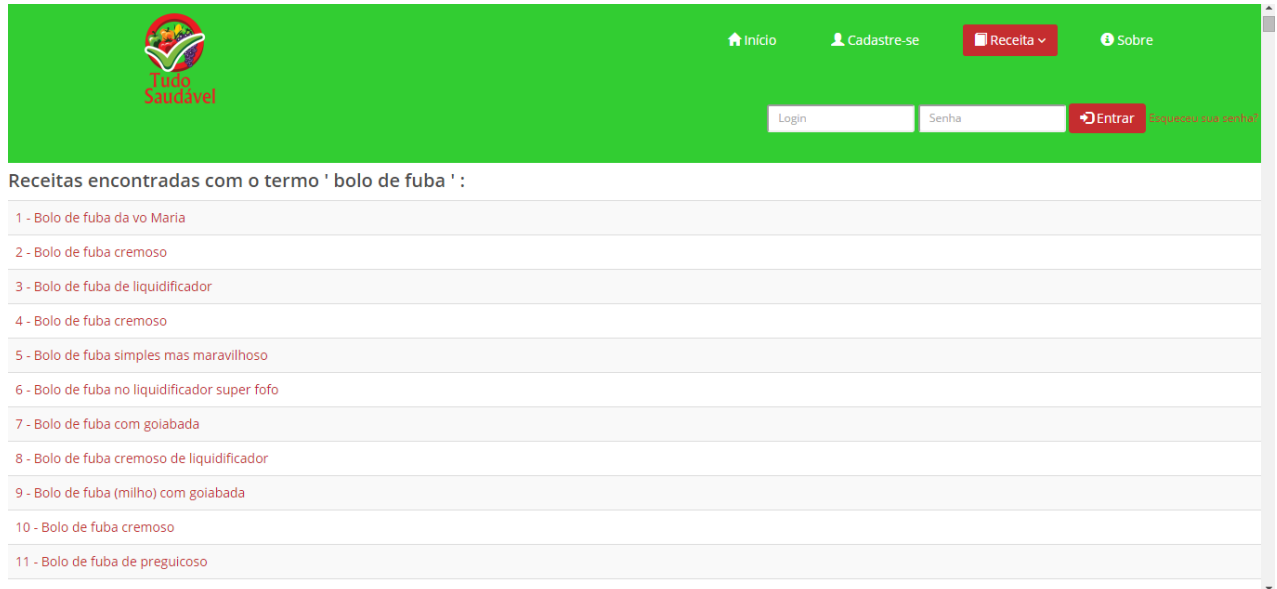 Tudo
Saudável
Início Cadastre-se Receita Sobre
Login Senha Entrar Esqueceu sua senha?
Receitas encontradas com o termo ' bolo de fuba ' :
1 - Bolo de fuba da vo Maria
2 - Bolo de fuba cremoso
3 - Bolo de fuba de liquidificador
4 - Bolo de fuba cremoso
5 - Bolo de fuba simples mas maravilhoso
6 - Bolo de fuba no liquidificador super fofo
7 - Bolo de fuba com goiabada
8 - Bolo de fuba cremoso de liquidificador
9 - Bolo de fuba (milho) com goiabada
10 - Bolo de fuba cremoso
11 - Bolo de fuba de preguicoso